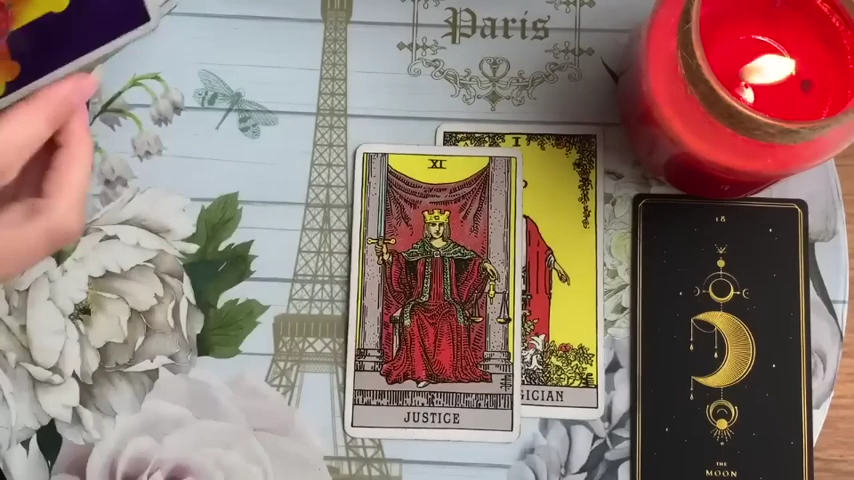 Paris
I
XI
JUSTICE
GICIAN
18
THE
MOON